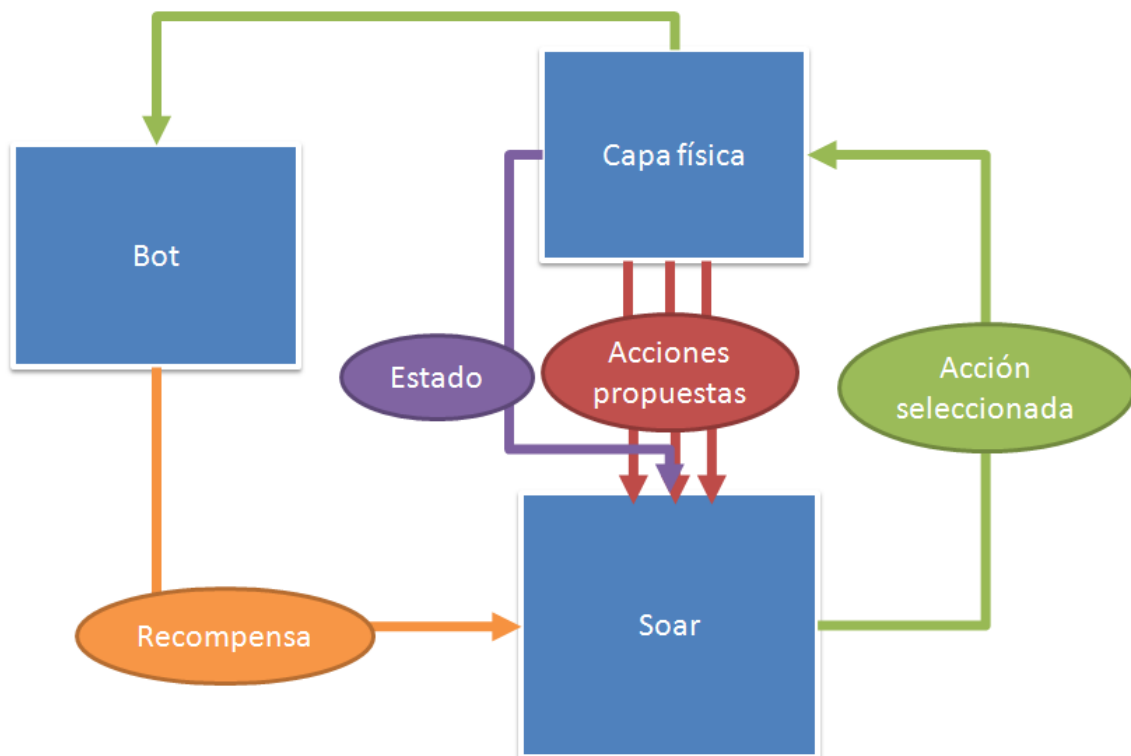 Capa física
Bot
Estado
Acciones
propuestas
Acción
seleccionada
Recompensa
Soar